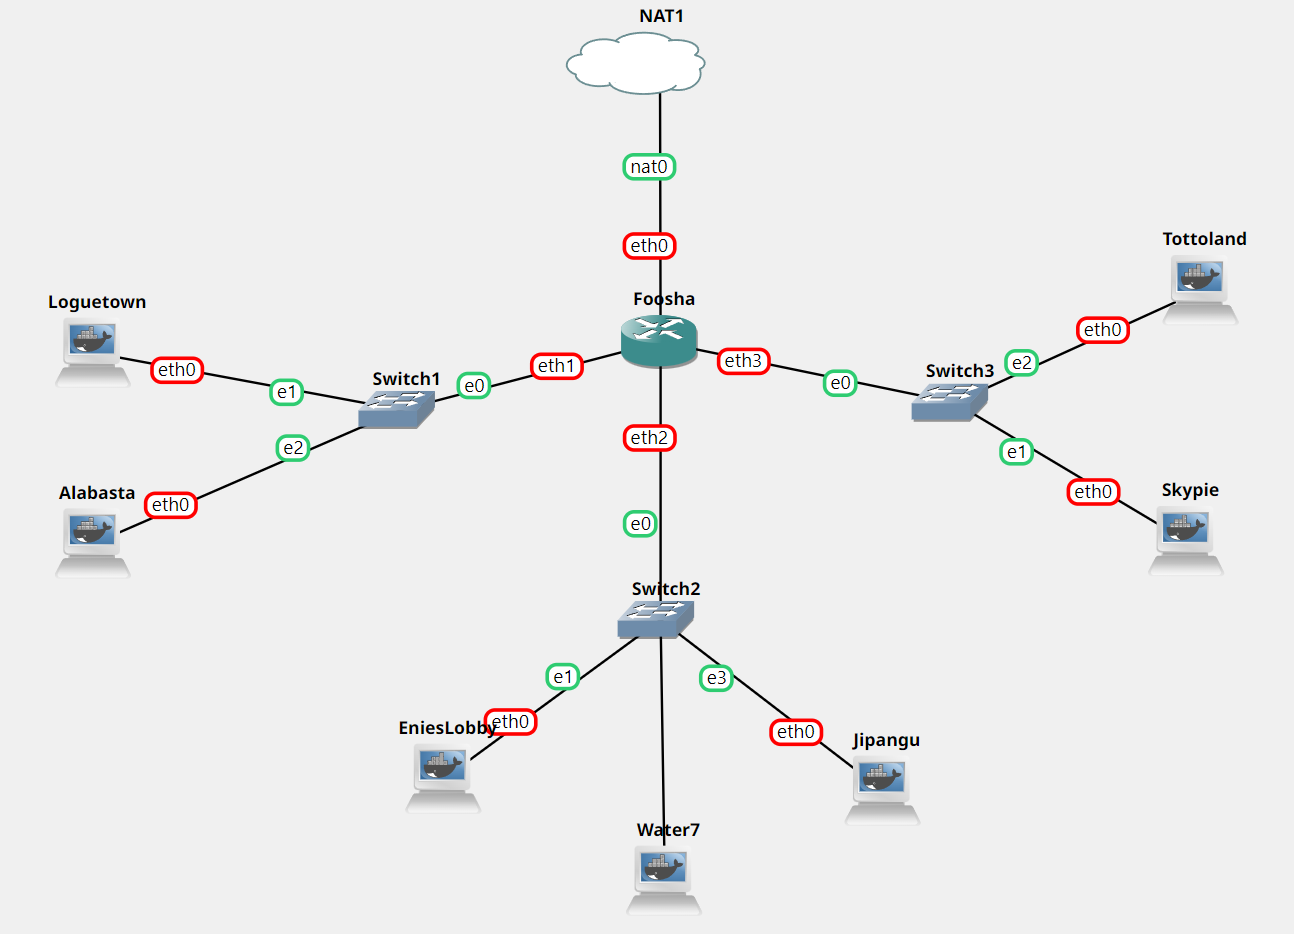 NAT1
nat0
eth0
Foosha
Tottoland
eth0
e2
Loguetown
eth0
e1
Switch1
e0
eth1
eth3
e0
Switch3
e2
Alabasta
eth0
eth2
e1
eth0
Skypie
e0
Switch2
e1
e3
EniesLobby
eth0
eth0
Jipangu
Water7